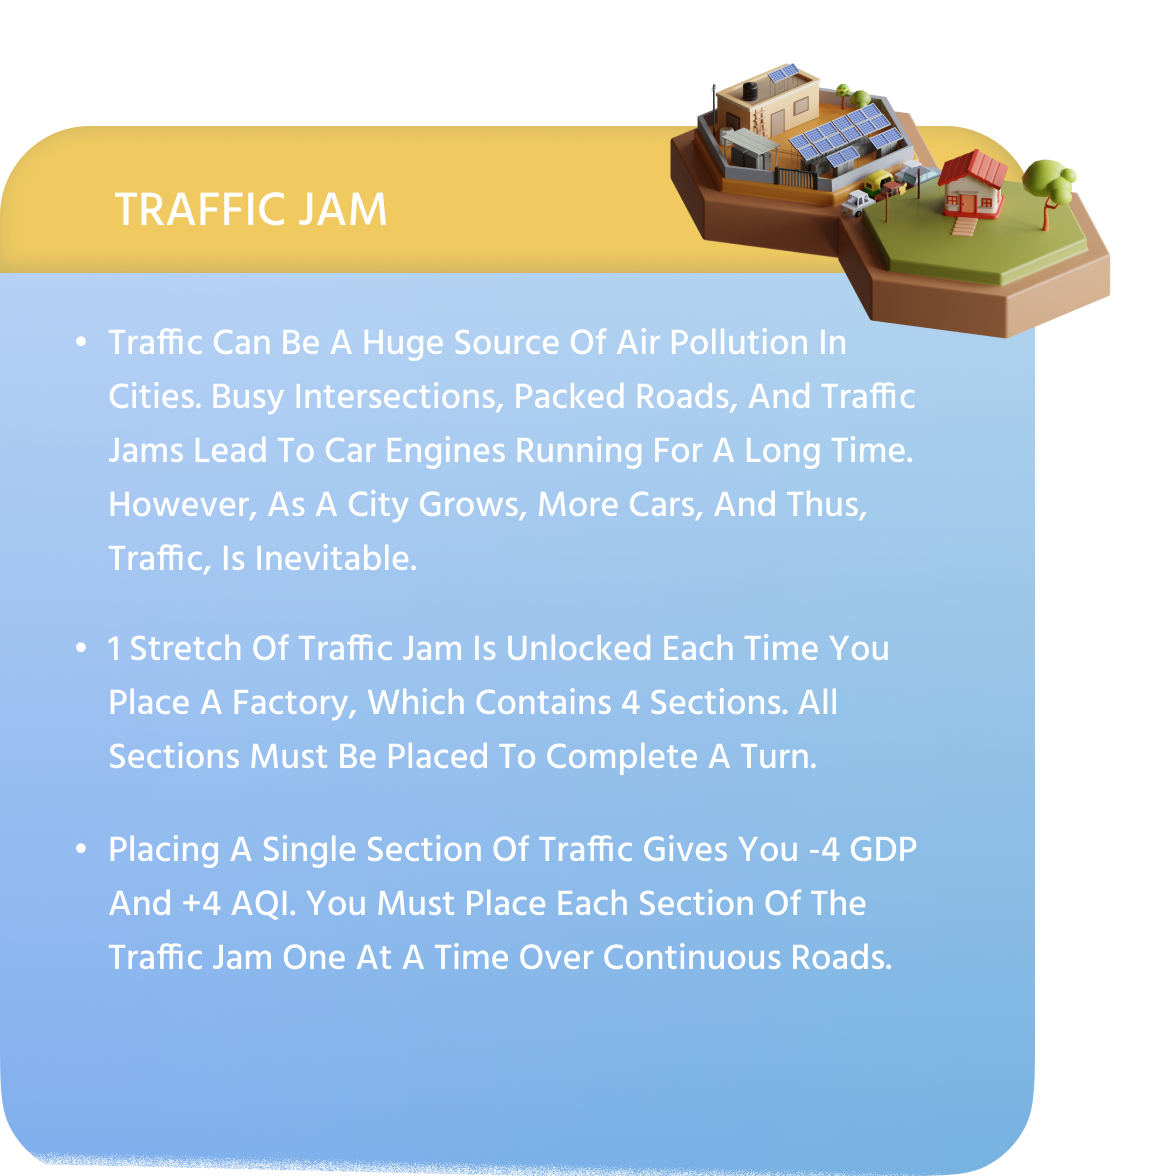 TRAFFIC JAM
• Traffic Can Be A Huge Source Of Air Pollution In
Cities. Busy Intersections, Packed Roads, And Traffic
Jams Lead To Car Engines Running For A Long Time.
However, As A City Grows, More Cars, And Thus,
Traffic, Is Inevitable.
• 1 Stretch Of Traffic Jam Is Unlocked Each Time You
Place A Factory, Which Contains 4 Sections. All
Sections Must Be Placed To Complete A Turn.
• Placing A Single Section Of Traffic Gives You -4 GDP
And +4 AQI. You Must Place Each Section Of The
Traffic Jam One At A Time Over Continuous Roads.